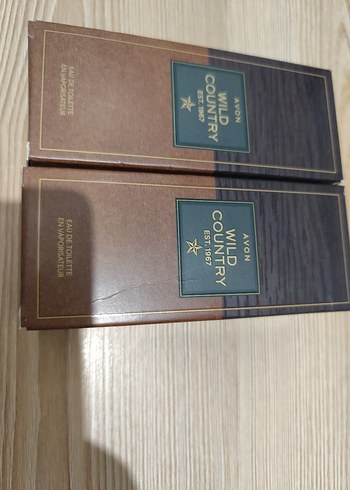 AVON
WILD
COUNTRY
EST. 1967
EAU DE TOILETTE
EN VAPORISATEUR
AVON
WILD
COUNTRY
EST. 1967
EAU DE TOILETTE
EN VAPORISATEUR